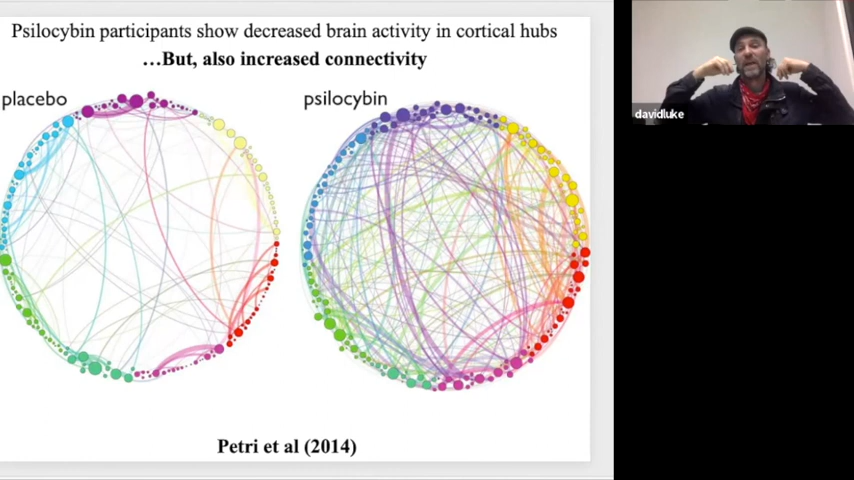 Psilocybin participants show decreased brain activity in cortical hubs
...But, also increased connectivity
placebo
psilocybin
davidluke
Petri et al (2014)